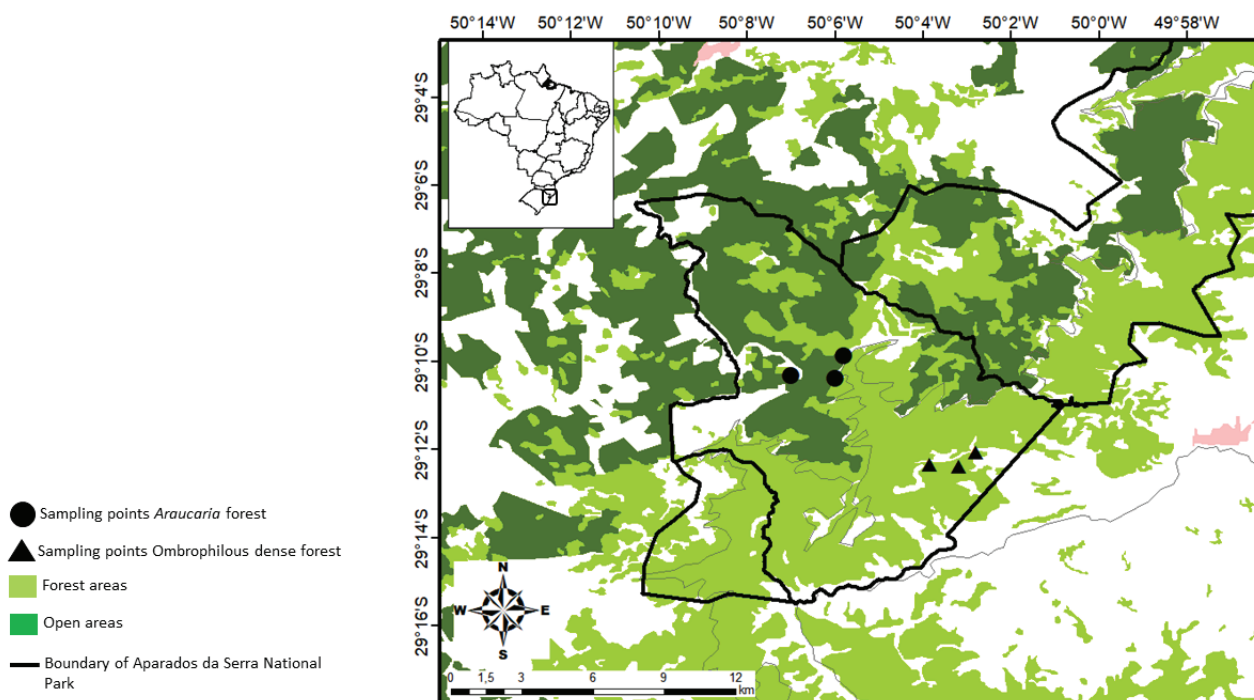 50°14'W 50°12'W 50°10'W 50°8'W 50°6'W 50°4'W 50°2'W 50°0'W 49°58'W
29°4'S
29°6'S
29°8'S
29°10'S
29°12'S
29°14'S
29°16'S
Sampling points Araucaria forest
Sampling points Ombrophilous dense forest
Forest areas
Open areas
Boundary of Aparados da Serra National
Park
N
W E
S
0 1,5 3 6 9 12
km